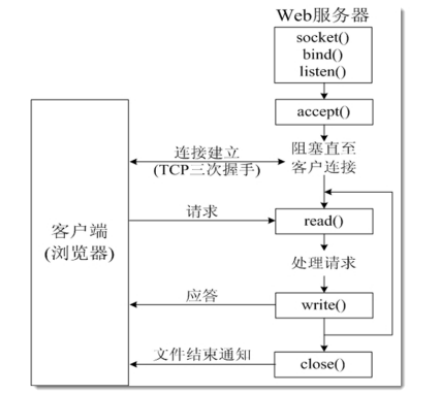 Web服务器
socket()
bind()
listen()
accept()
阻塞直至
客户连接
连接建立
(TCP三次握手)
请求
read()
客户端
(浏览器)
处理请求
应答
write()
文件结束通知
close()